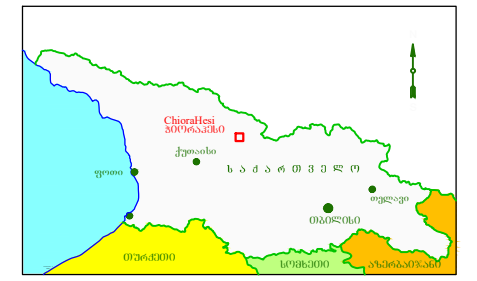 ChioraHesi
ჭიორაჰესი
ქუთაისი
ს ა ქ ა რ თ ვ ე ლ ო
ფოთი
თელავი
თბილისი
თურქეთი
სომხეთი
აზერბაიჯანი